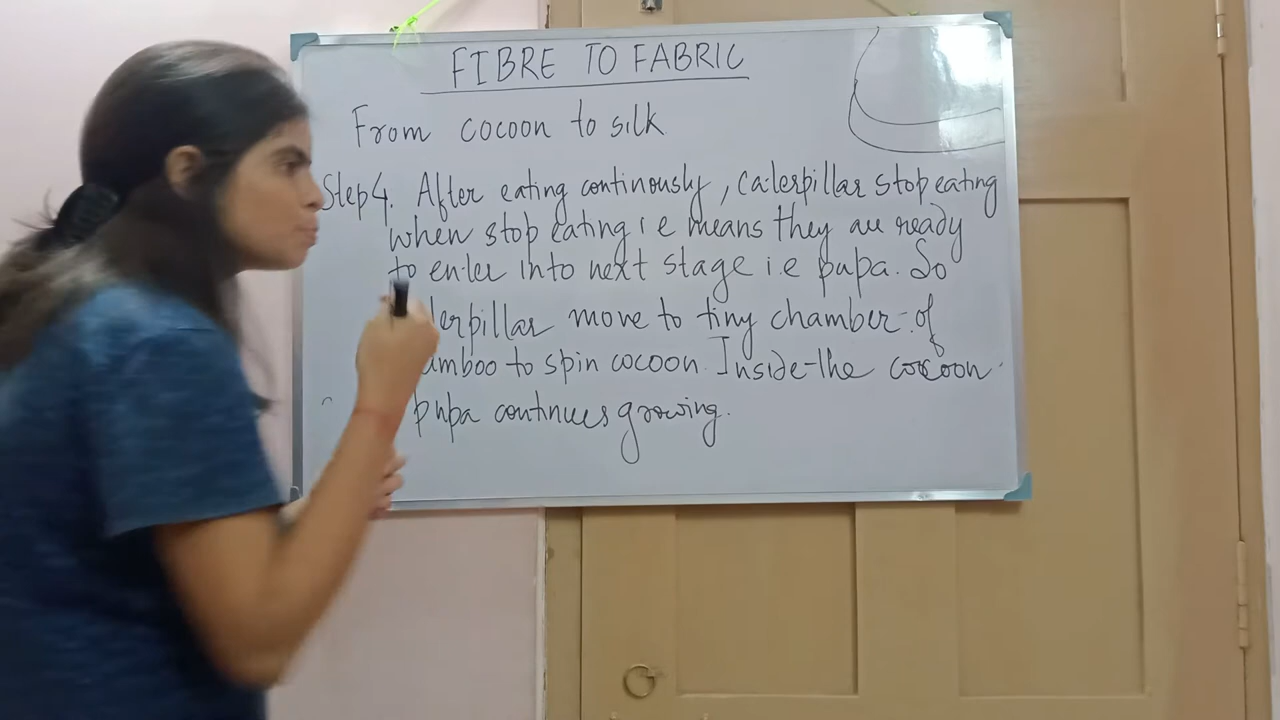 FIBRE TO FABRIC
From cocoon to silk
Step 4. After eating continously, caterpillar stop eating
when stop eating i e means they are ready
to enter into next stage i.e pupa. So
move to tiny chamber of
to spin cocoon. Inside the cocoon
pupa continues growing.